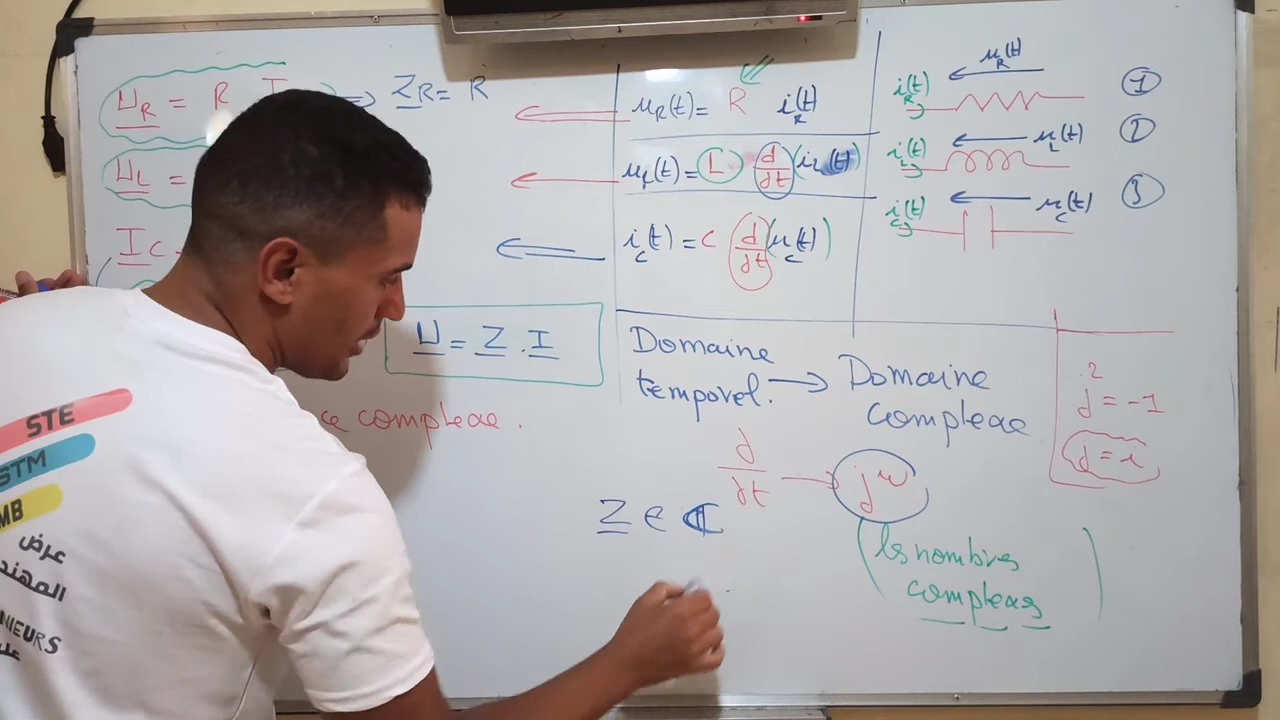 U_R = R I => Z_R = R
U_L =
I_C
U = Z . I
ce complexe .
u_R(t) = R i_R(t)
u_L(t) = L d/dt (i_L(t))
i_C(t) = C d/dt (u_C(t))
u_R(t)
i_R(t)
1
u_L(t)
i_L(t)
2
u_C(t)
i_C(t)
3
Domaine
temporel. → Domaine
complexe
d/dt → jw
Z ∈ ℂ
(les nombres
complexes)
j² = -1
j = i
STE
STM
MB
عرض
المهند
NIEURS